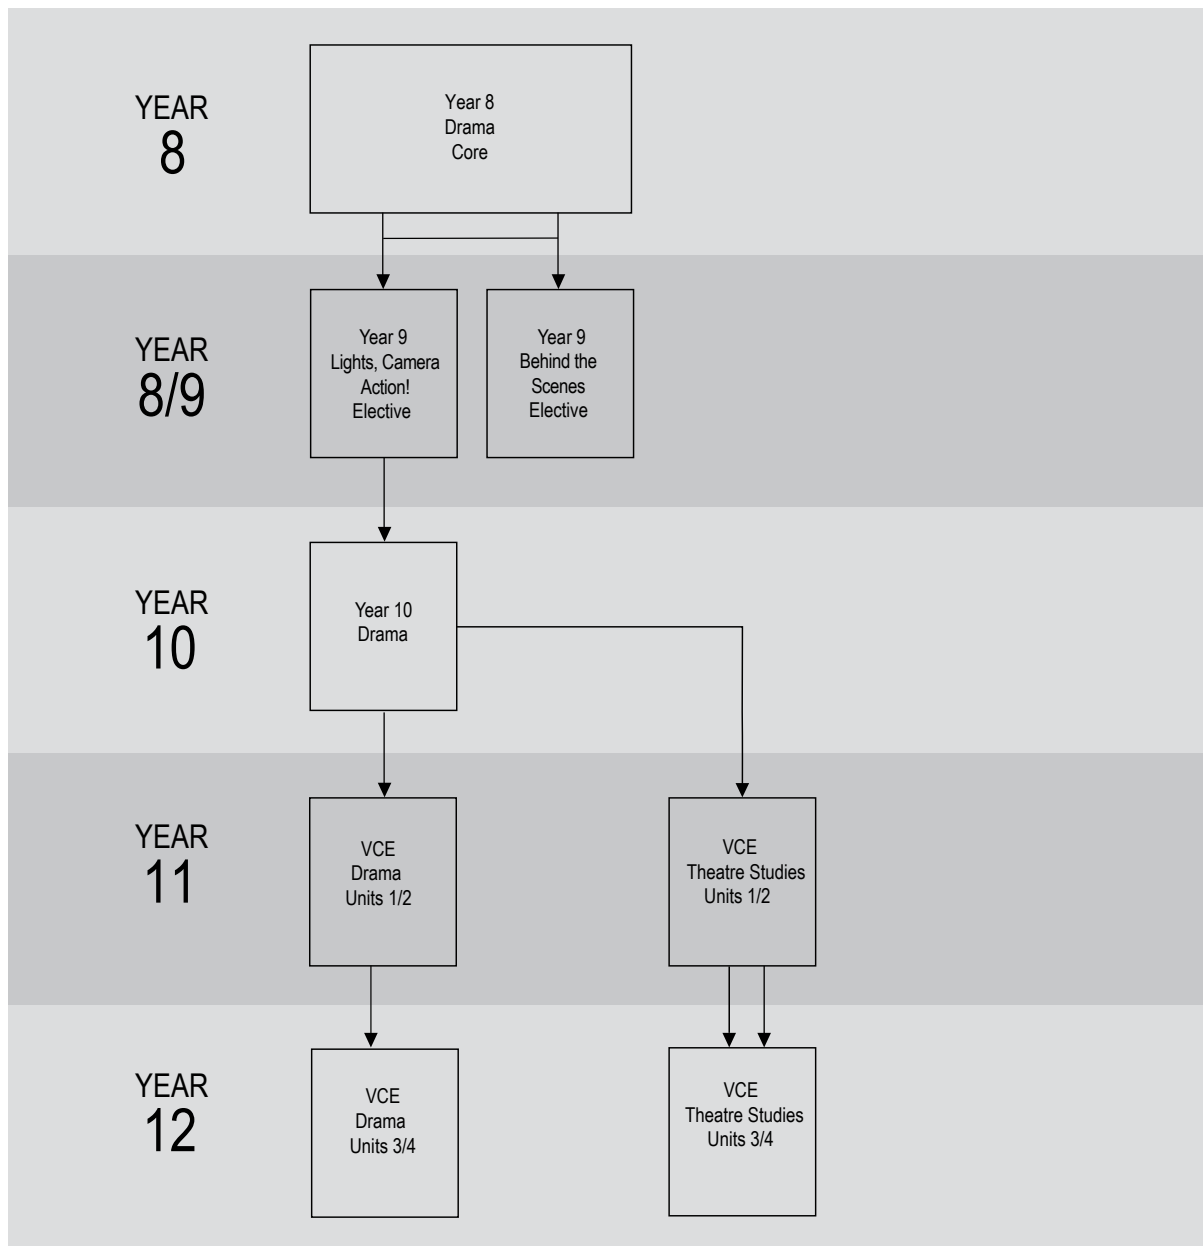 YEAR
8
Year 8
Drama
Core
YEAR
8/9
Year 9
Lights, Camera
Action!
Elective
Year 9
Behind the
Scenes
Elective
YEAR
10
Year 10
Drama
YEAR
11
VCE
Drama
Units 1/2
VCE
Theatre Studies
Units 1/2
YEAR
12
VCE
Drama
Units 3/4
VCE
Theatre Studies
Units 3/4